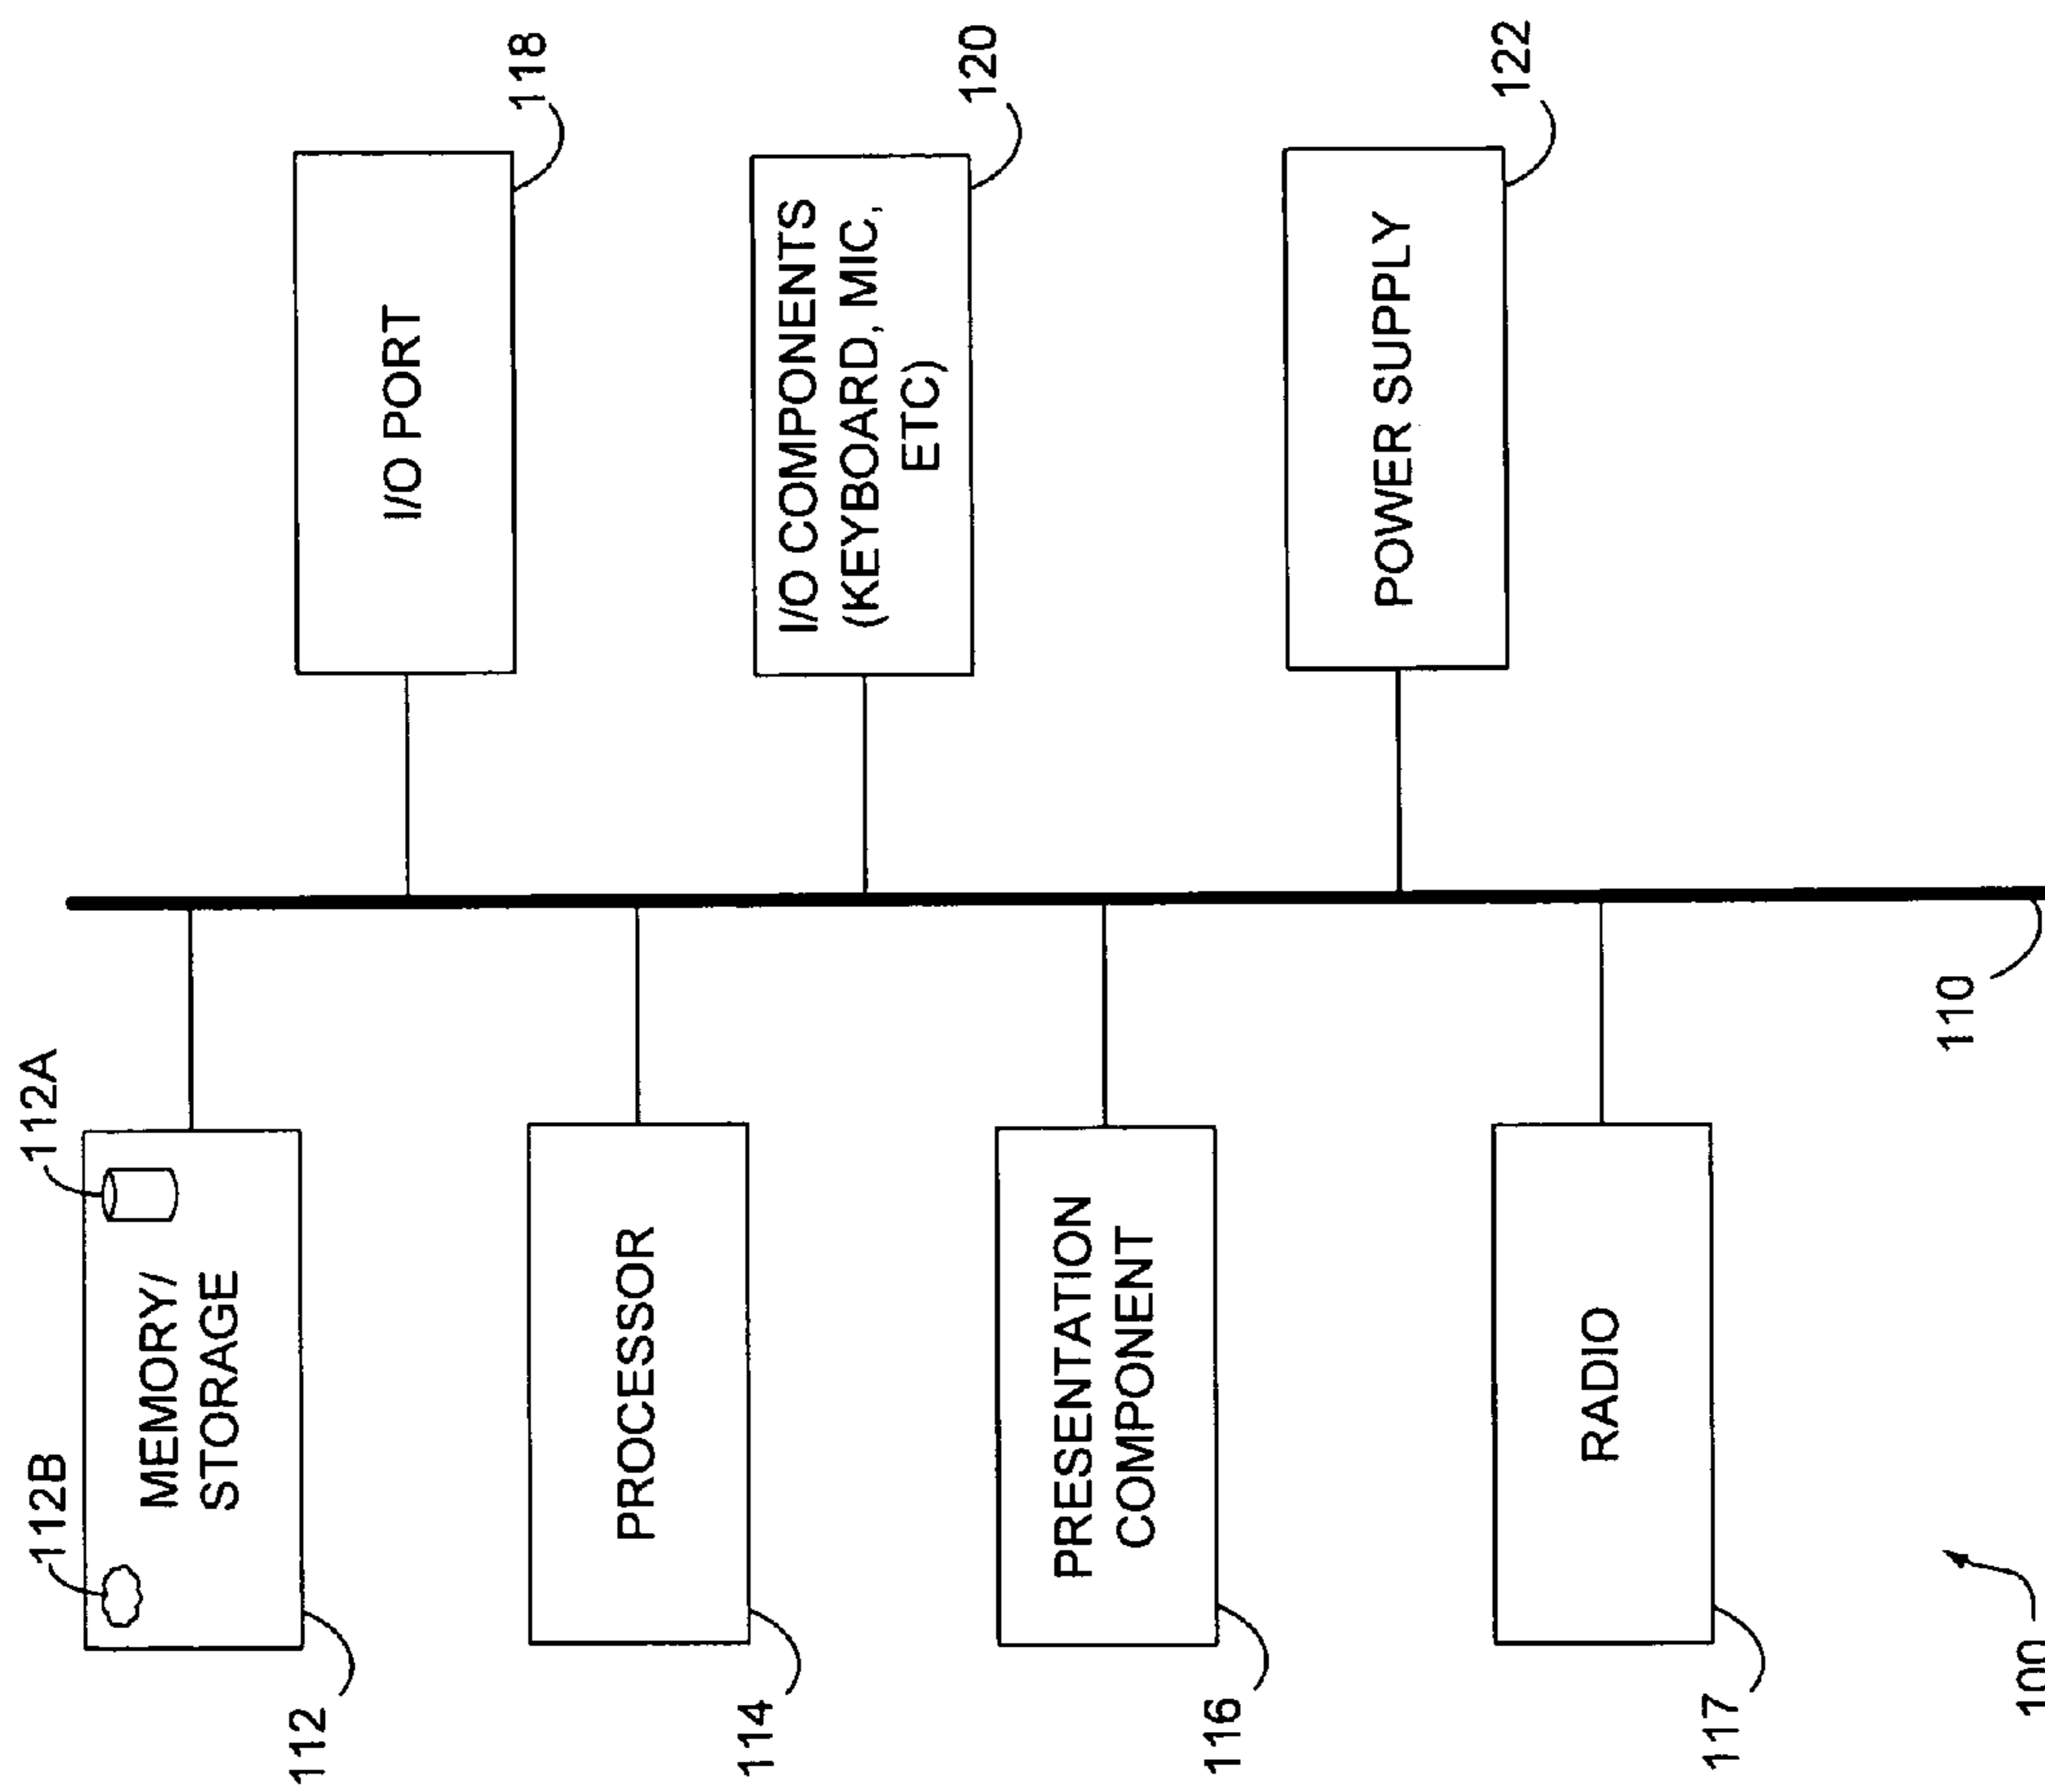 112B
112A
MEMORY/
STORAGE
112
PROCESSOR
114
PRESENTATION
COMPONENT
116
RADIO
117
I/O PORT
118
I/O COMPONENTS
(KEYBOARD, MIC,
ETC)
120
POWER SUPPLY
122
110
100